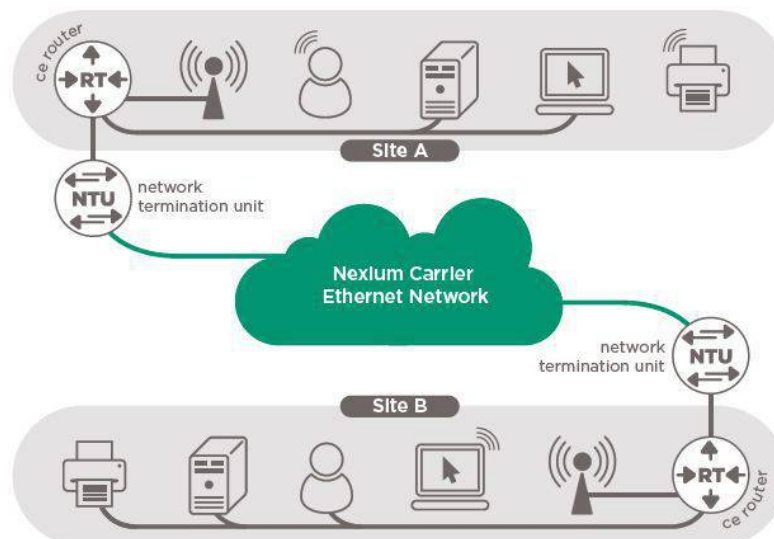 ce router
RT
Site A
NTU
network
termination unit
Nexium Carrier
Ethernet Network
network
termination unit
NTU
Site B
RT
ce router